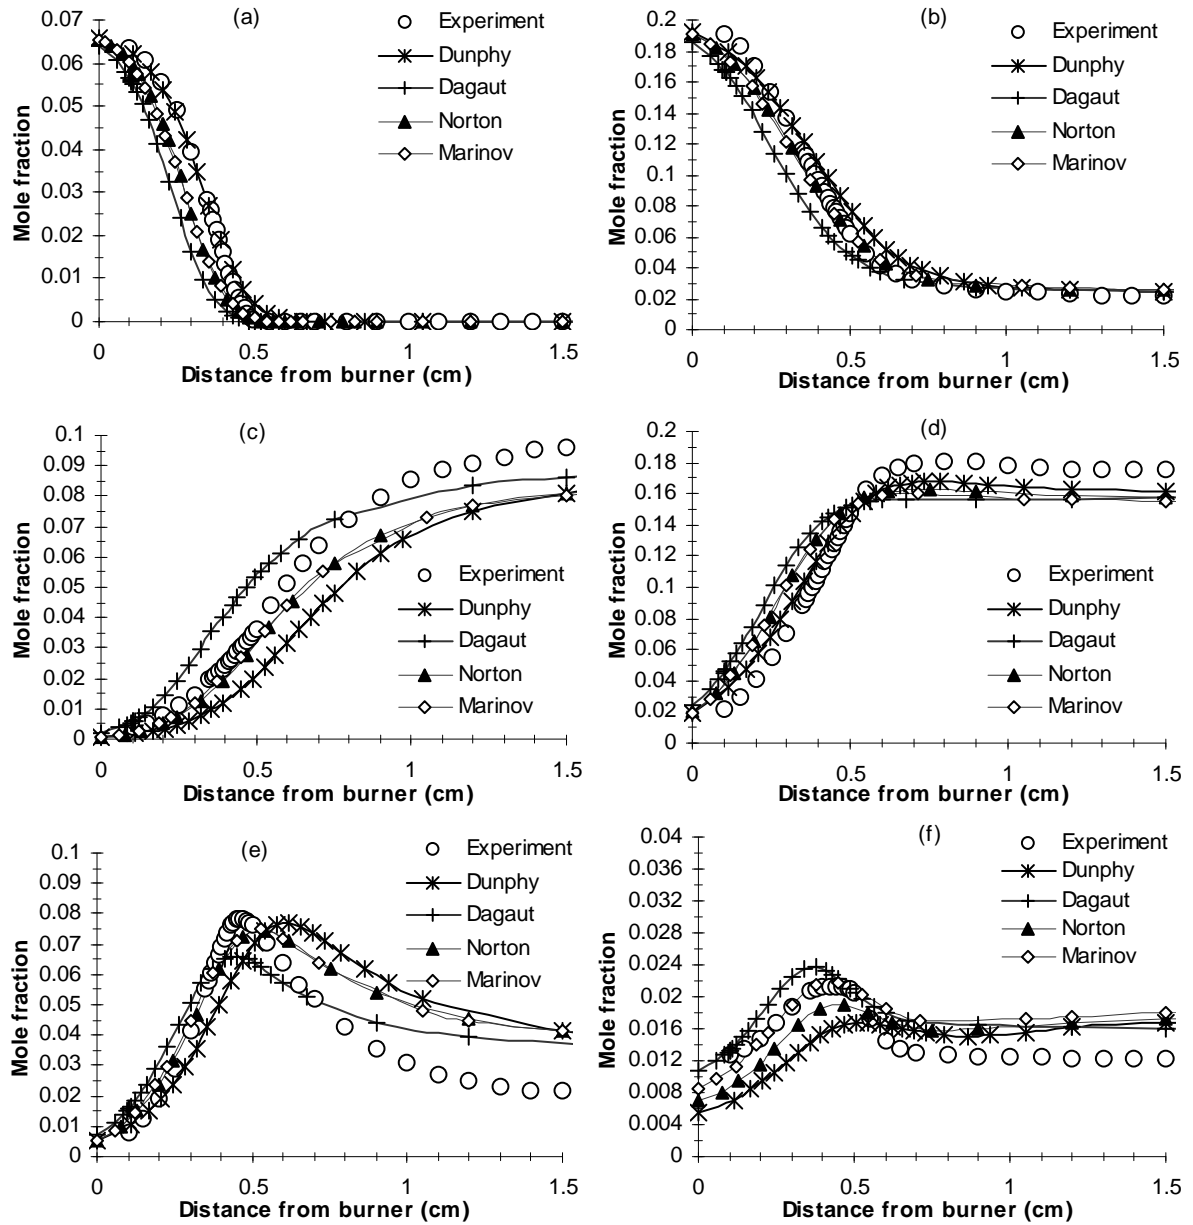 (a)
Mole fraction
0.07
0.06
0.05
0.04
0.03
0.02
0.01
0
0 0.5 1 1.5
Distance from burner (cm)
Experiment
Dunphy
Dagaut
Norton
Marinov
(b)
Mole fraction
0.2
0.18
0.16
0.14
0.12
0.1
0.08
0.06
0.04
0.02
0
0 0.5 1 1.5
Distance from burner (cm)
Experiment
Dunphy
Dagaut
Norton
Marinov
(c)
Mole fraction
0.1
0.09
0.08
0.07
0.06
0.05
0.04
0.03
0.02
0.01
0
0 0.5 1 1.5
Distance from burner (cm)
Experiment
Dunphy
Dagaut
Norton
Marinov
(d)
Mole fraction
0.2
0.18
0.16
0.14
0.12
0.1
0.08
0.06
0.04
0.02
0
0 0.5 1 1.5
Distance from burner (cm)
Experiment
Dunphy
Dagaut
Norton
Marinov
(e)
Mole fraction
0.1
0.09
0.08
0.07
0.06
0.05
0.04
0.03
0.02
0.01
0
0 0.5 1 1.5
Distance from burner (cm)
Experiment
Dunphy
Dagaut
Norton
Marinov
(f)
Mole fraction
0.04
0.036
0.032
0.028
0.024
0.02
0.016
0.012
0.008
0.004
0
0 0.5 1 1.5
Distance from burner (cm)
Experiment
Dunphy
Dagaut
Norton
Marinov